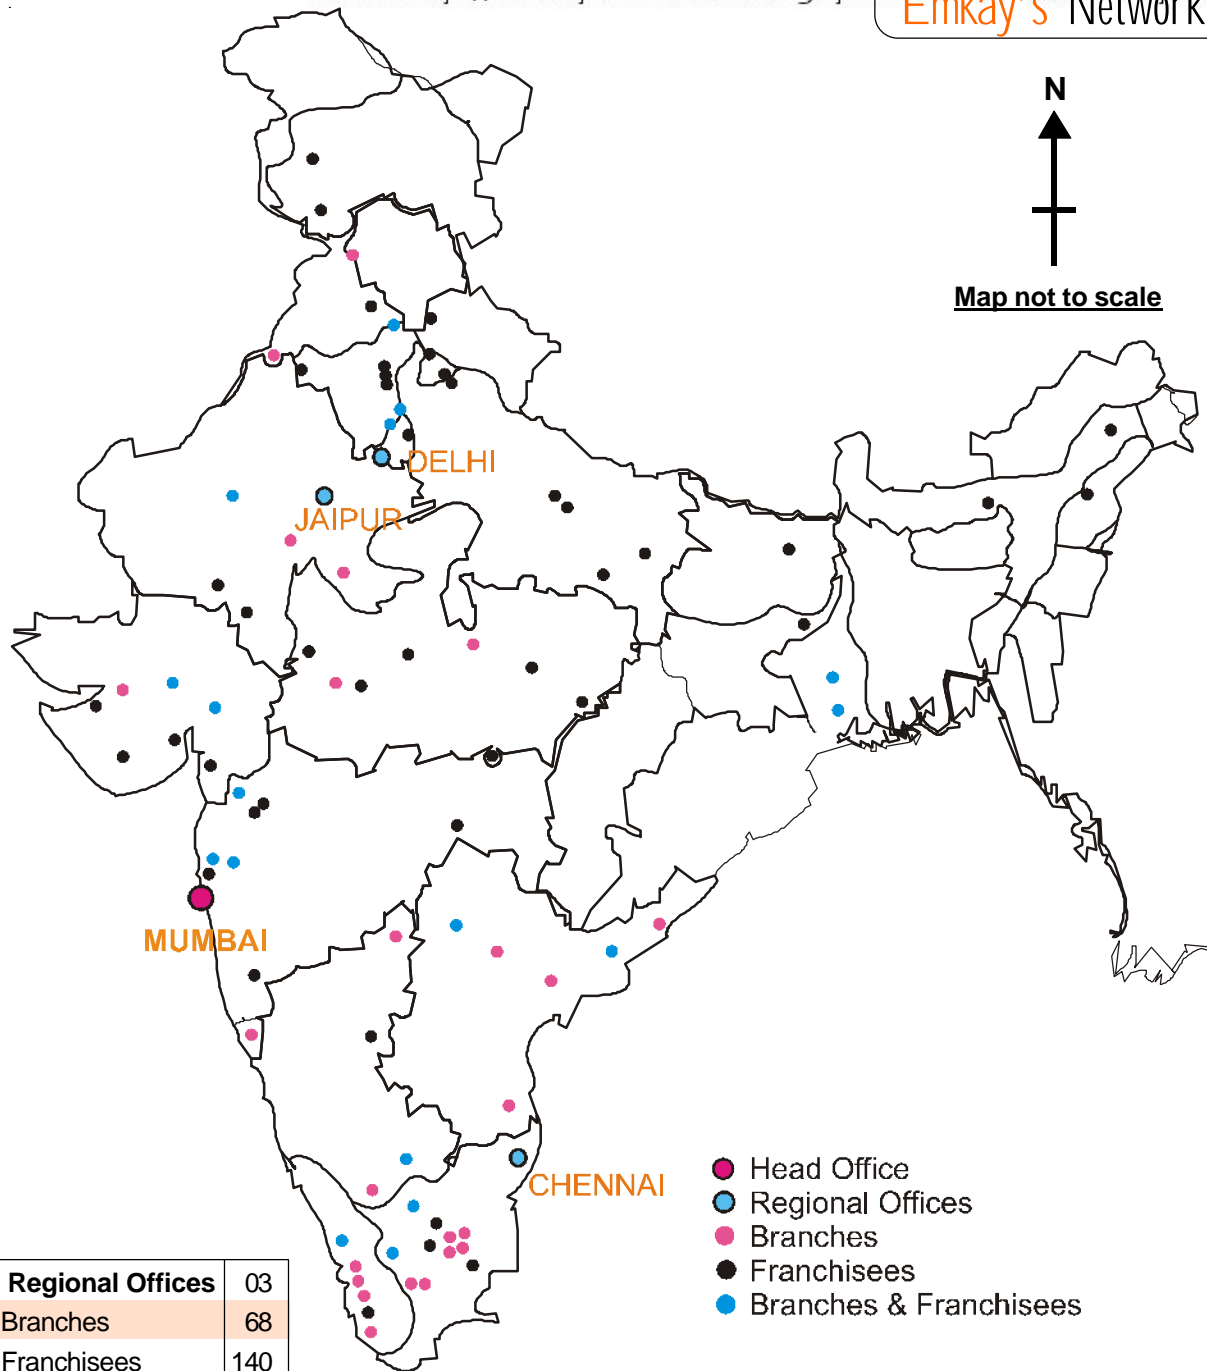 Emkay's Network
N
Map not to scale
DELHI
JAIPUR
MUMBAI
CHENNAI
Head Office
Regional Offices
Branches
Franchisees
Branches & Franchisees
Regional Offices 03
Branches 68
Franchisees 140